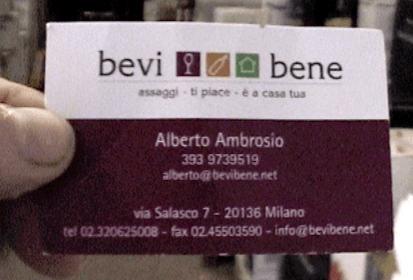 bevi bene
assaggi - ti piace - è a casa tua
Alberto Ambrosio
393 9739519
alberto@bevibene.net
via Salasco 7 - 20136 Milano
tel 02.320625008 - fax 02.45503590 - info@bevibene.net